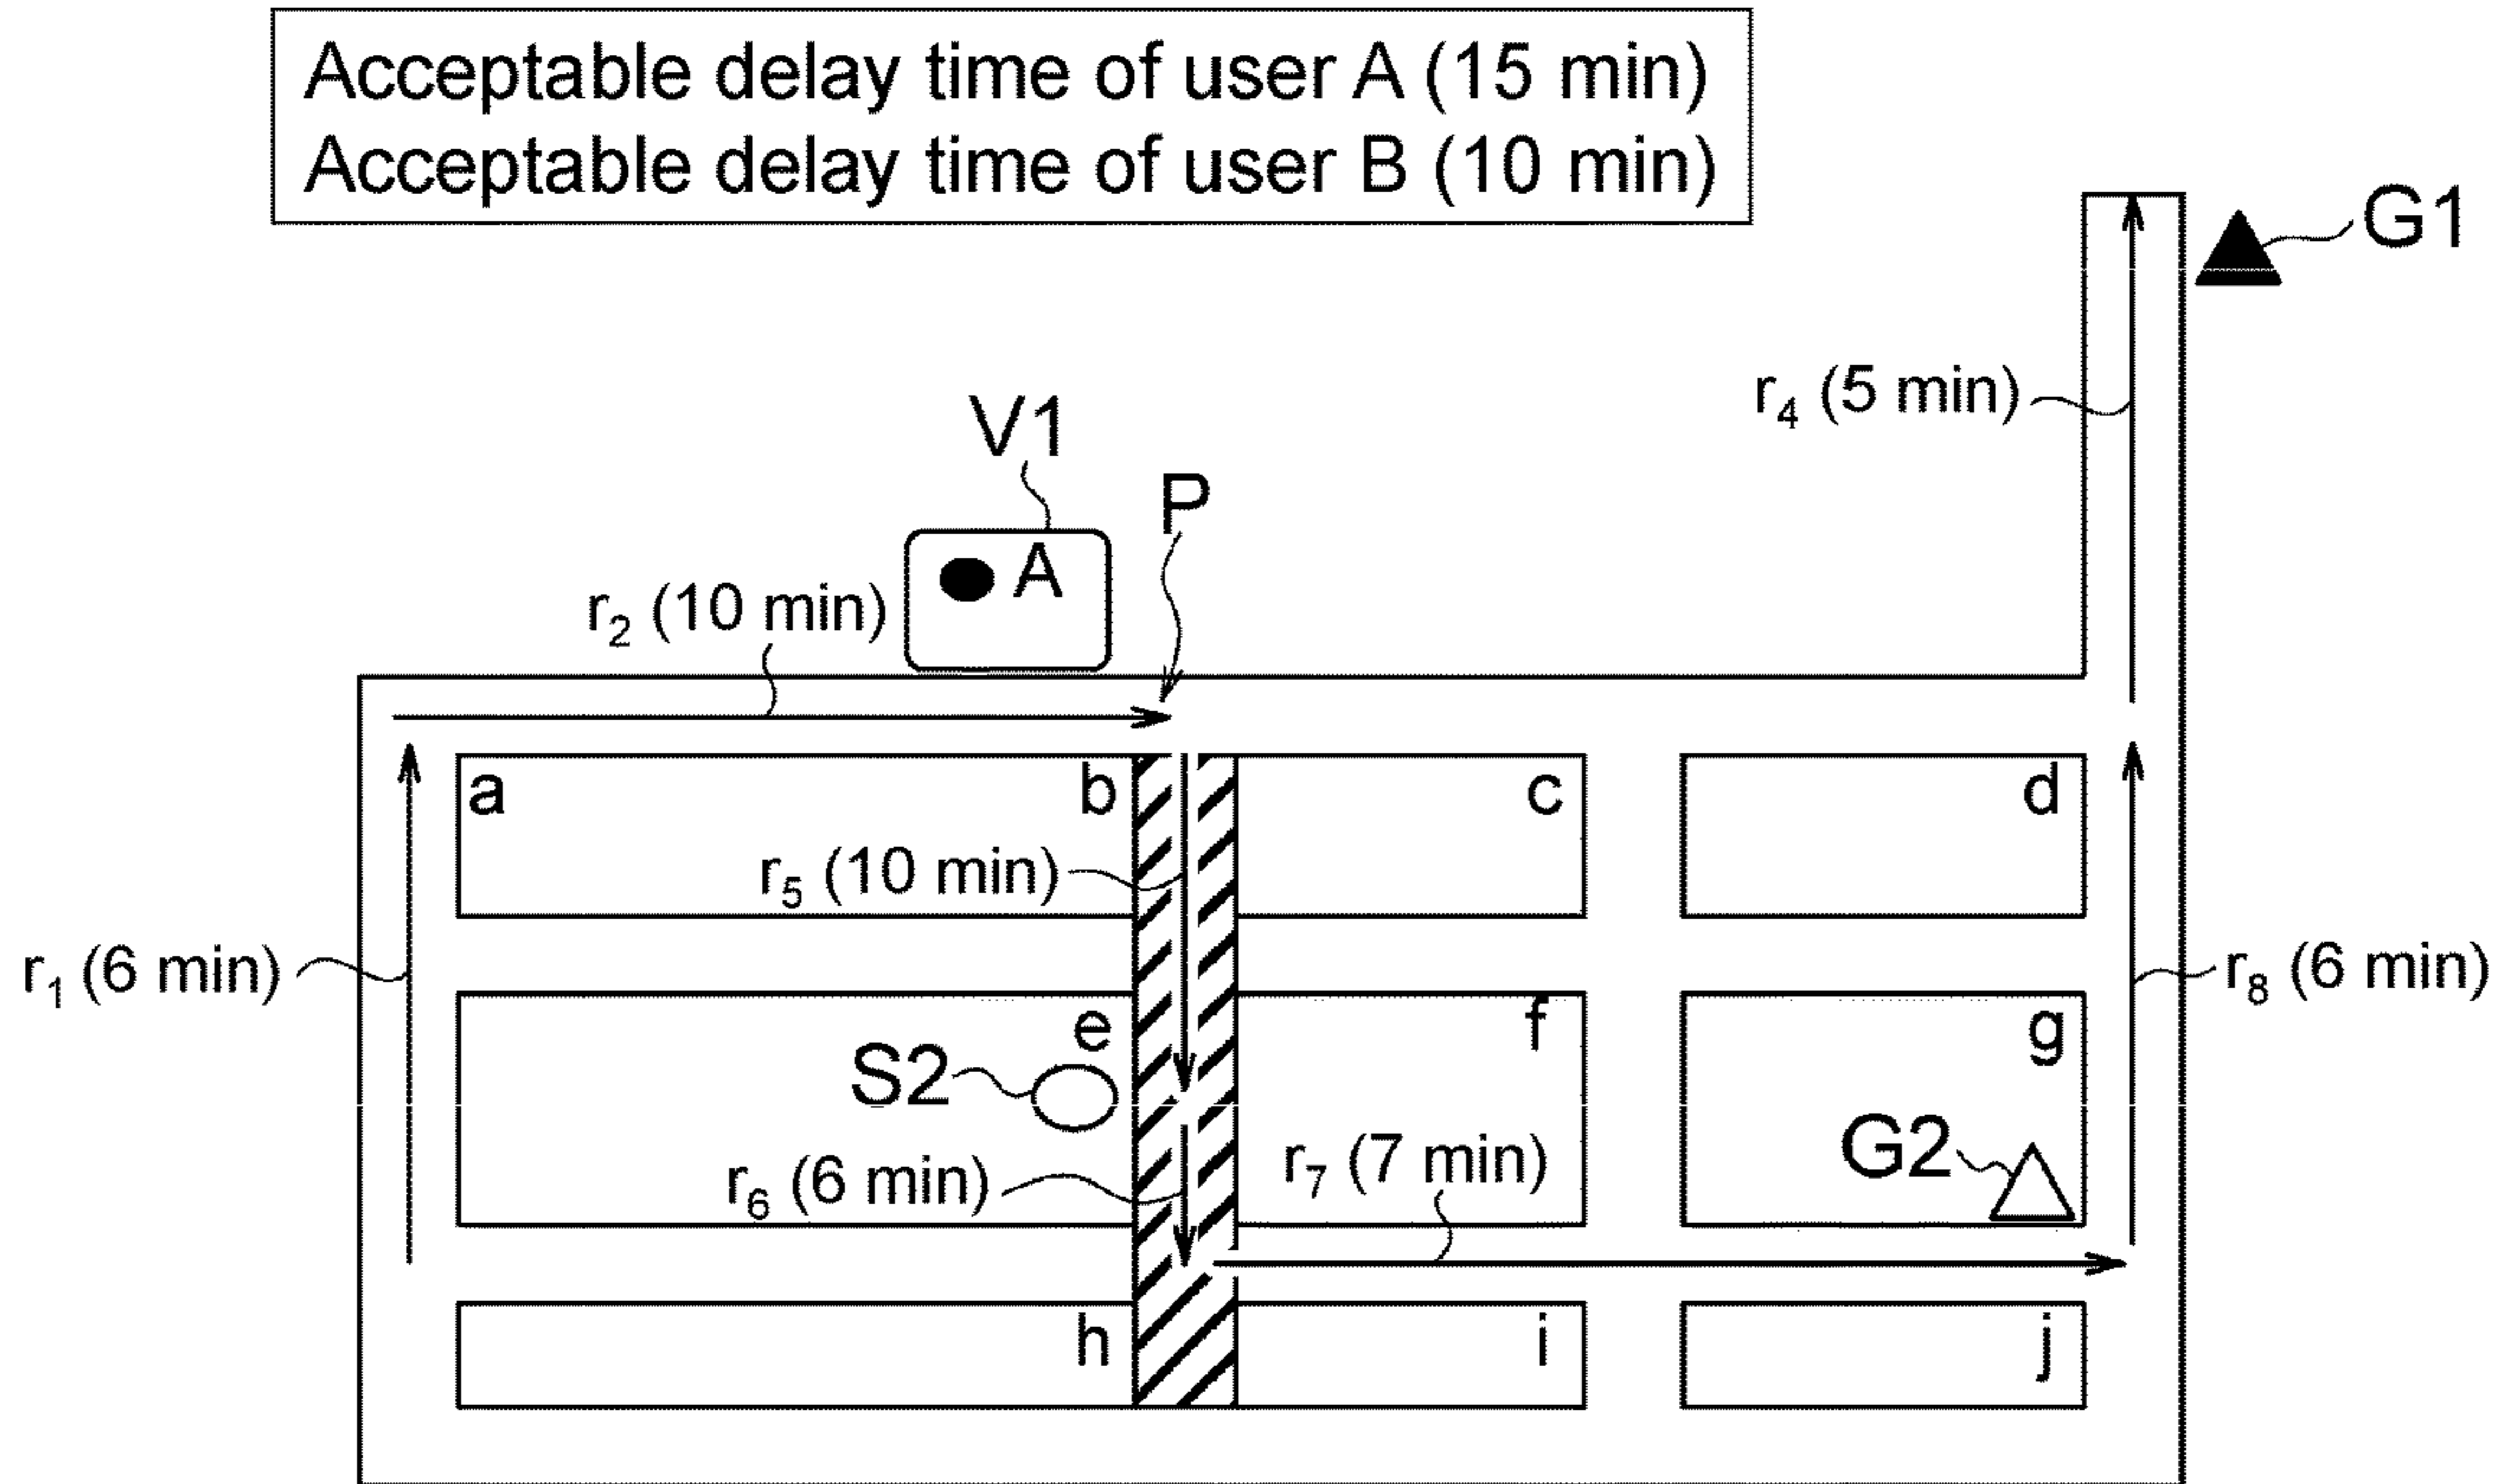 Acceptable delay time of user A (15 min)
Acceptable delay time of user B (10 min)
G1
r4 (5 min)
V1
P
A
r2 (10 min)
a
b
c
d
r5 (10 min)
r1 (6 min)
r8 (6 min)
e
f
g
S2
G2
r6 (6 min)
r7 (7 min)
h
i
j